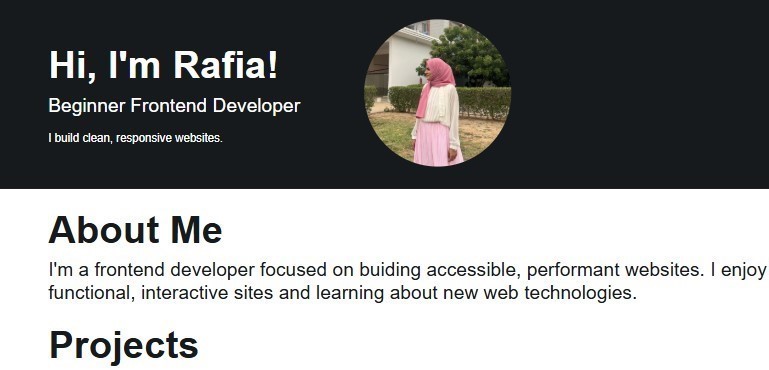 Hi, I'm Rafia!
Beginner Frontend Developer
I build clean, responsive websites.
About Me
I'm a frontend developer focused on buiding accessible, performant websites. I enjoy
functional, interactive sites and learning about new web technologies.
Projects